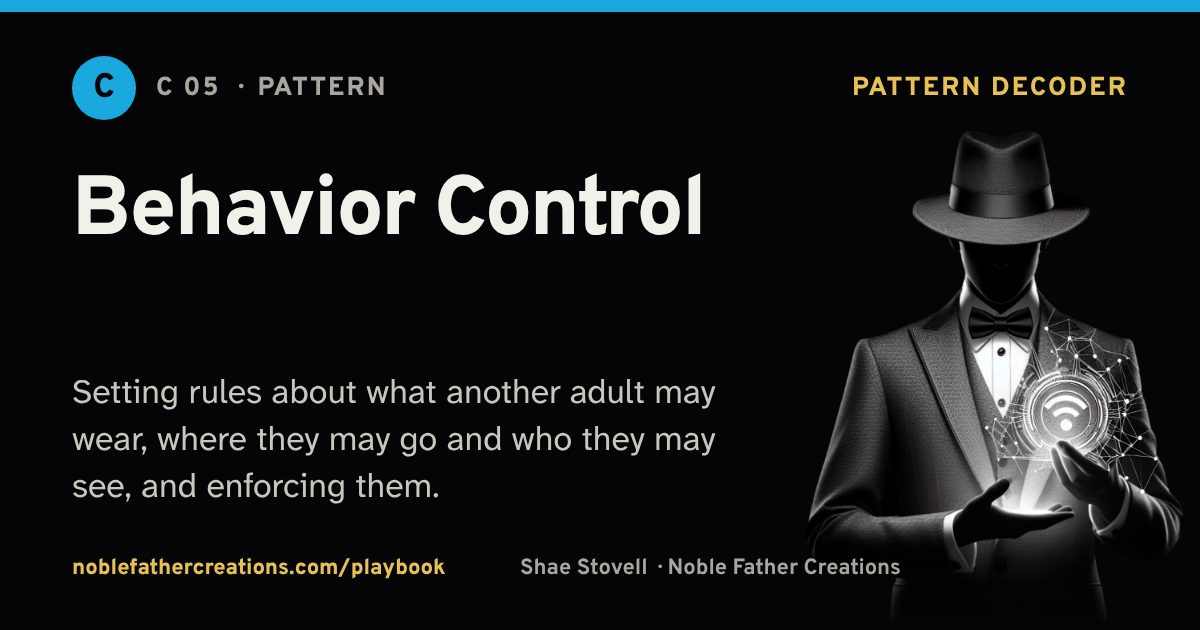 C
C 05 · PATTERN
PATTERN DECODER
Behavior Control
Setting rules about what another adult may
wear, where they may go and who they may
see, and enforcing them.
noblefathercreations.com/playbook
Shae Stovell · Noble Father Creations